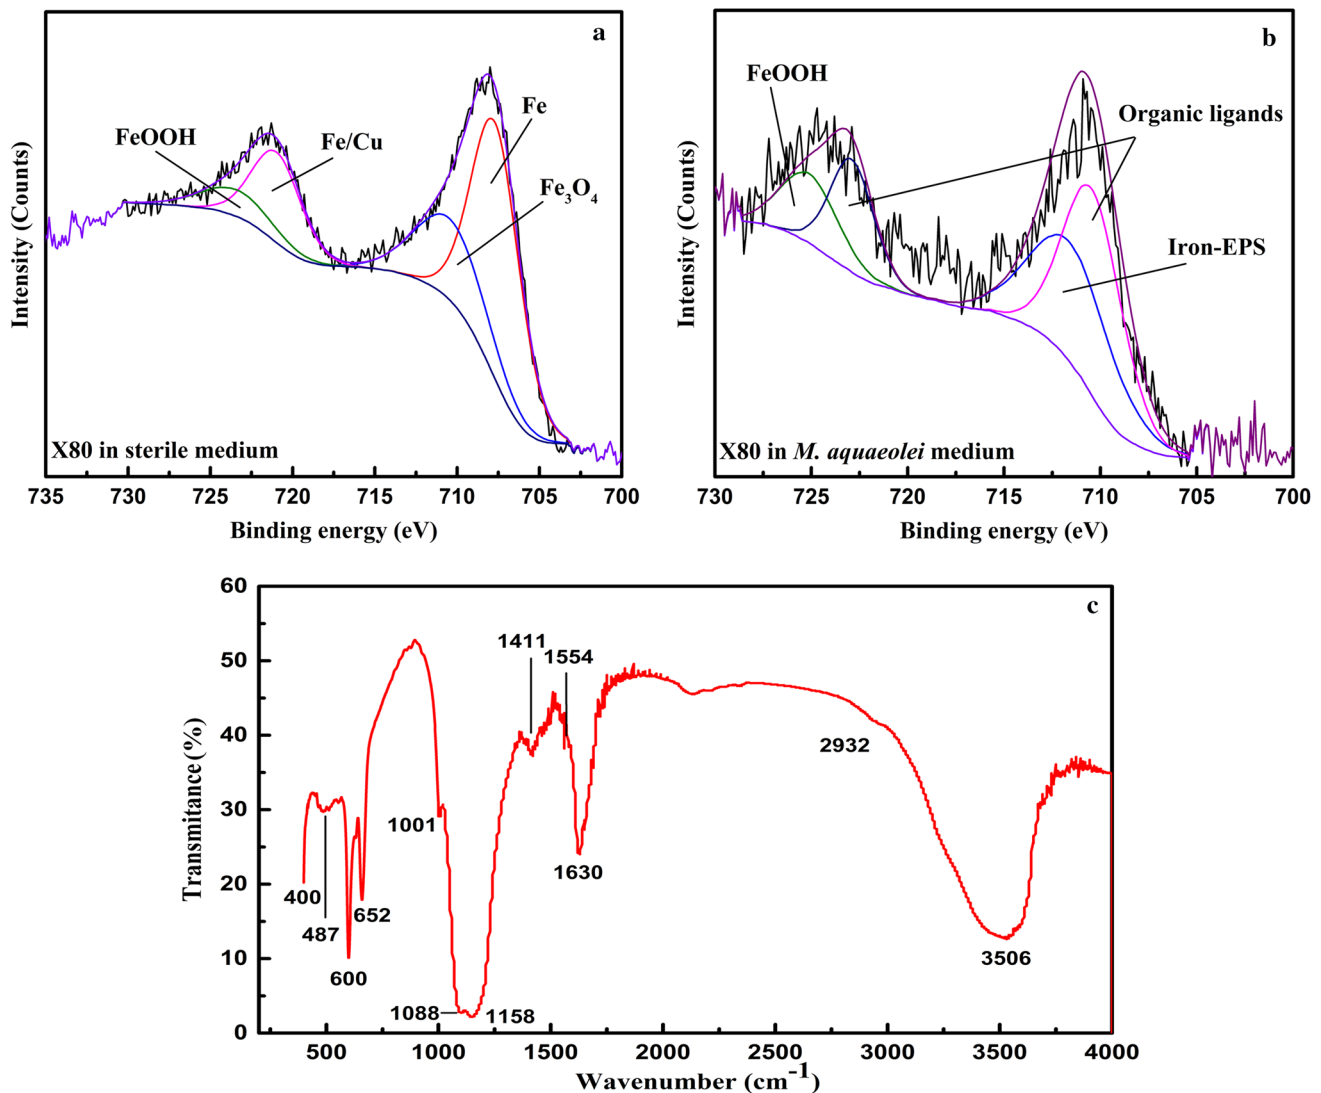 a
Fe
FeOOH
Fe/Cu
Fe3O4
Intensity (Counts)
X80 in sterile medium
735 730 725 720 715 710 705 700
Binding energy (eV)
b
FeOOH
Organic ligands
Iron-EPS
Intensity (Counts)
X80 in M. aquaeolei medium
730 725 720 715 710 705 700
Binding energy (eV)
c
60
50
40
30
20
10
0
Transmitance (%)
1411
1554
2932
1001
1630
400
652
487
600
3506
1088
1158
500 1000 1500 2000 2500 3000 3500 4000
Wavenumber (cm-1)